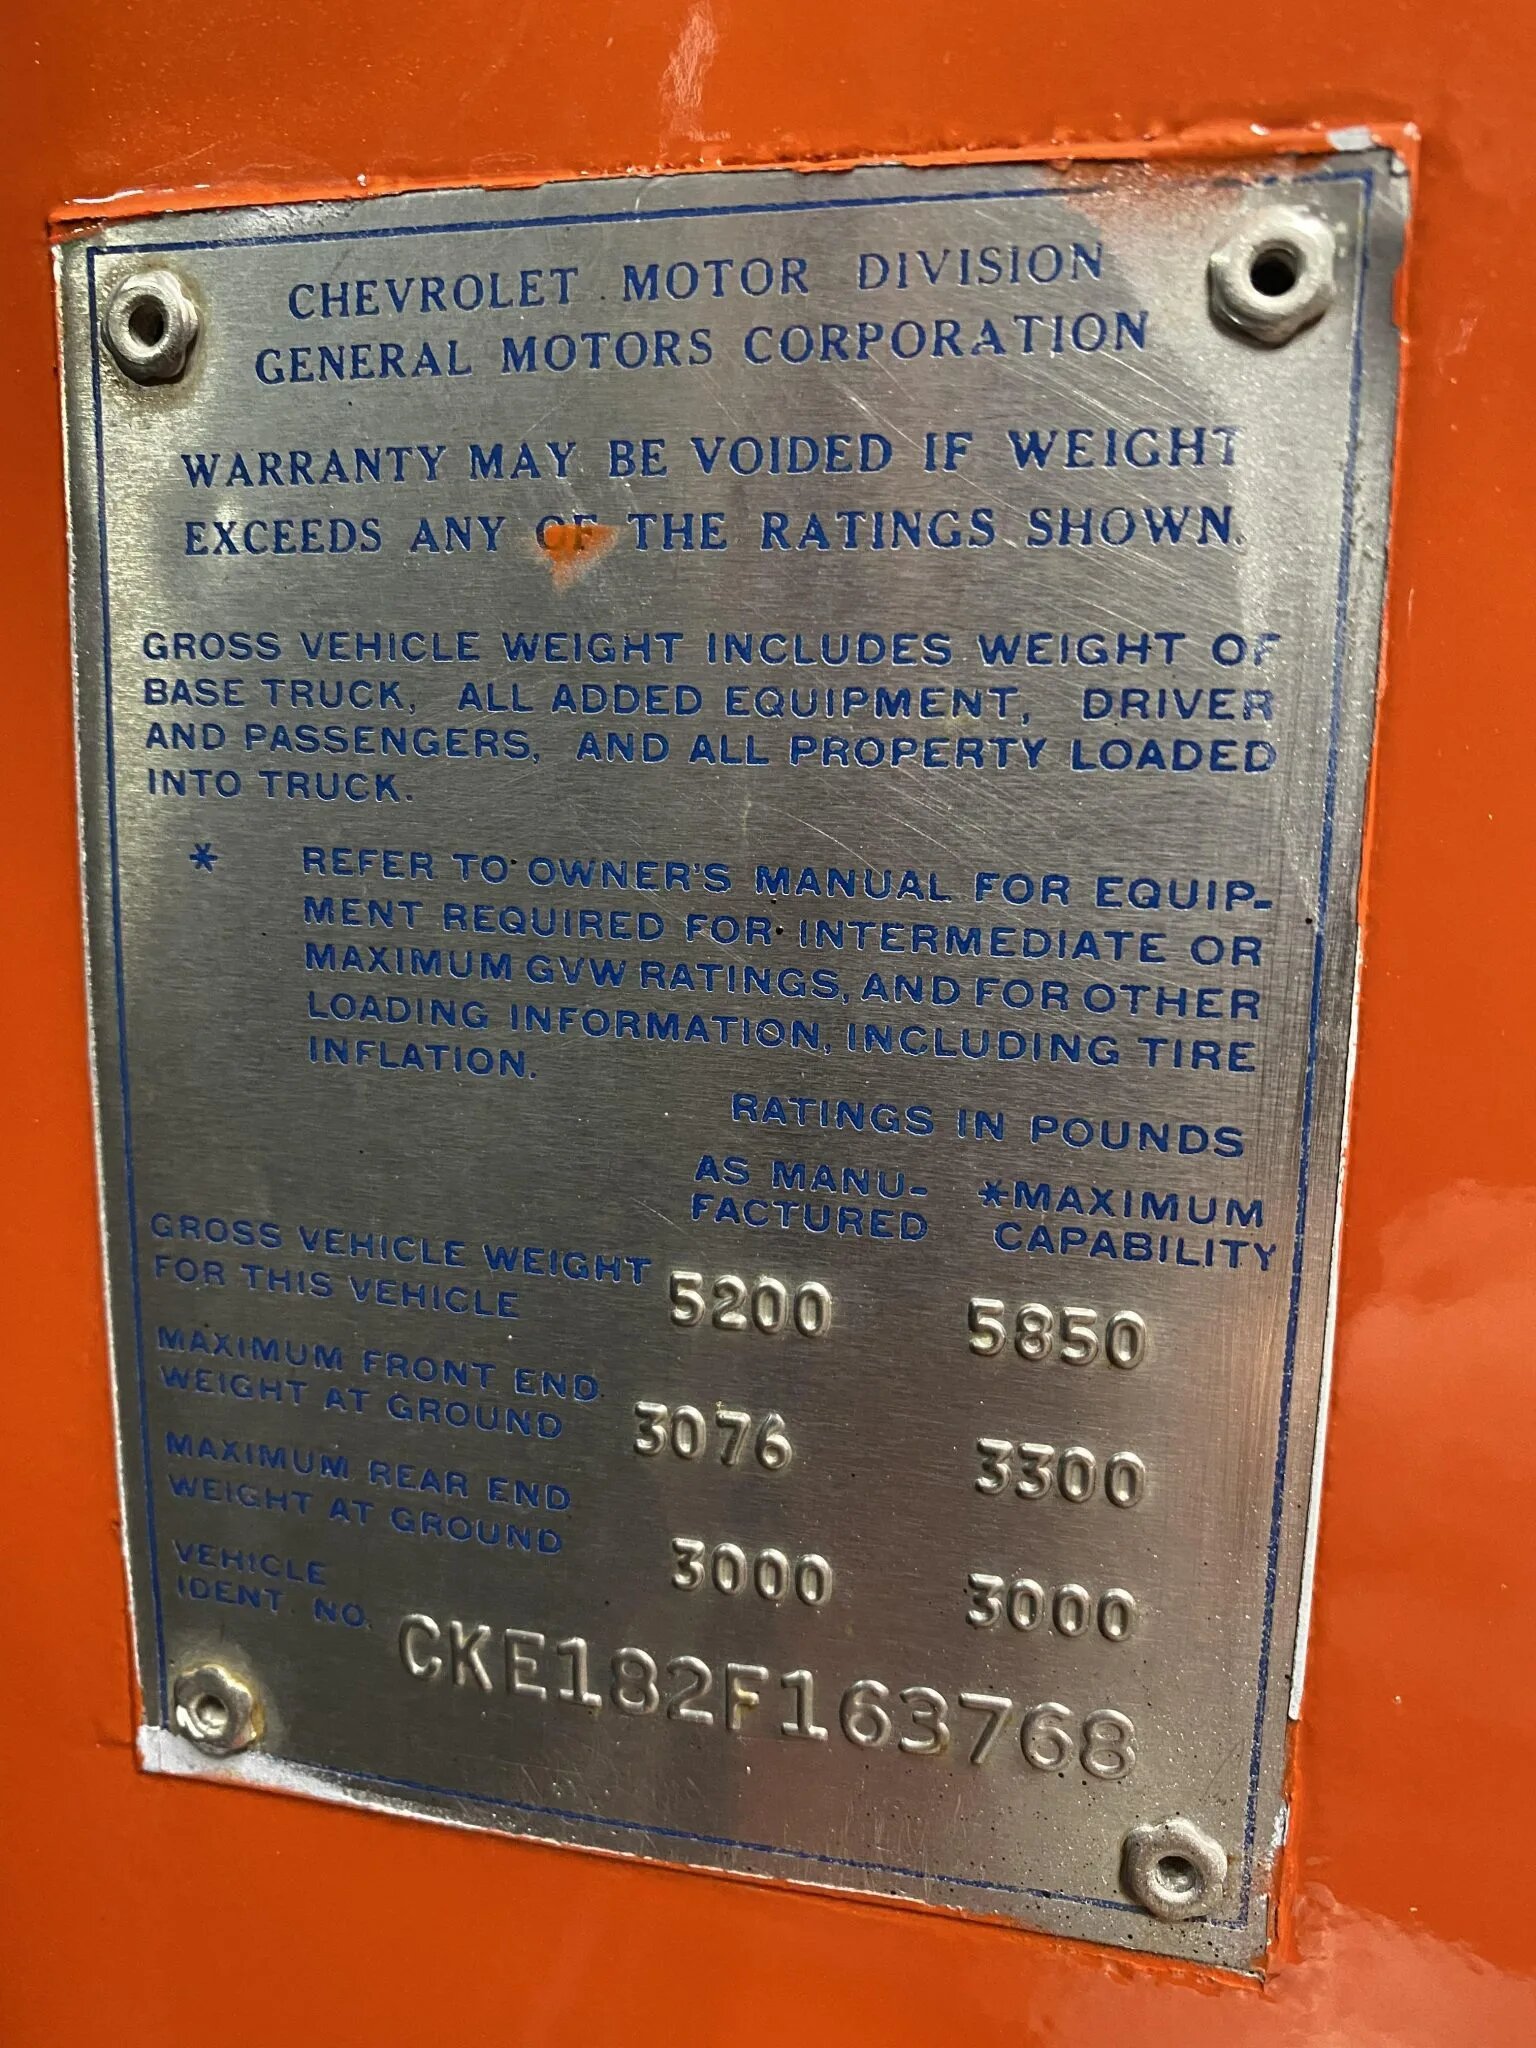 CHEVROLET MOTOR DIVISION
GENERAL MOTORS CORPORATION
WARRANTY MAY BE VOIDED IF WEIGHT
EXCEEDS ANY OF THE RATINGS SHOWN.
GROSS VEHICLE WEIGHT INCLUDES WEIGHT OF
BASE TRUCK, ALL ADDED EQUIPMENT, DRIVER
AND PASSENGERS, AND ALL PROPERTY LOADED
INTO TRUCK.
* REFER TO OWNER'S MANUAL FOR EQUIP-
MENT REQUIRED FOR INTERMEDIATE OR
MAXIMUM GVW RATINGS, AND FOR OTHER
LOADING INFORMATION, INCLUDING TIRE
INFLATION.
RATINGS IN POUNDS
AS MANU- *MAXIMUM
FACTURED CAPABILITY
GROSS VEHICLE WEIGHT
FOR THIS VEHICLE 5200 5850
MAXIMUM FRONT END
WEIGHT AT GROUND 3076 3300
MAXIMUM REAR END
WEIGHT AT GROUND 3000 3000
VEHICLE
IDENT. NO. CKE182F163768